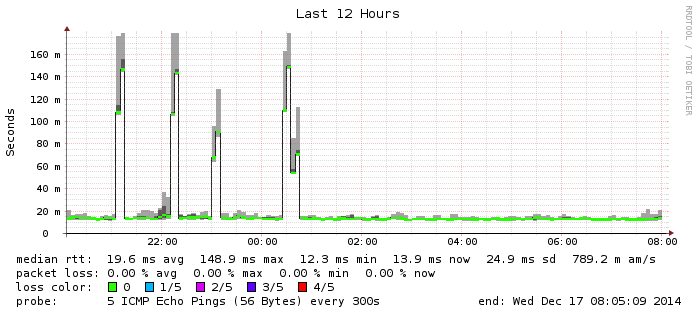 Last 12 Hours
RRDTOOL / TOBI OETIKER
Seconds
160 m
140 m
120 m
100 m
80 m
60 m
40 m
20 m
0
22:00 00:00 02:00 04:00 06:00 08:00
median rtt: 19.6 ms avg 148.9 ms max 12.3 ms min 13.9 ms now 24.9 ms sd 789.2 m am/s
packet loss: 0.00 % avg 0.00 % max 0.00 % min 0.00 % now
loss color: 0 1/5 2/5 3/5 4/5
probe: 5 ICMP Echo Pings (56 Bytes) every 300s end: Wed Dec 17 08:05:09 2014